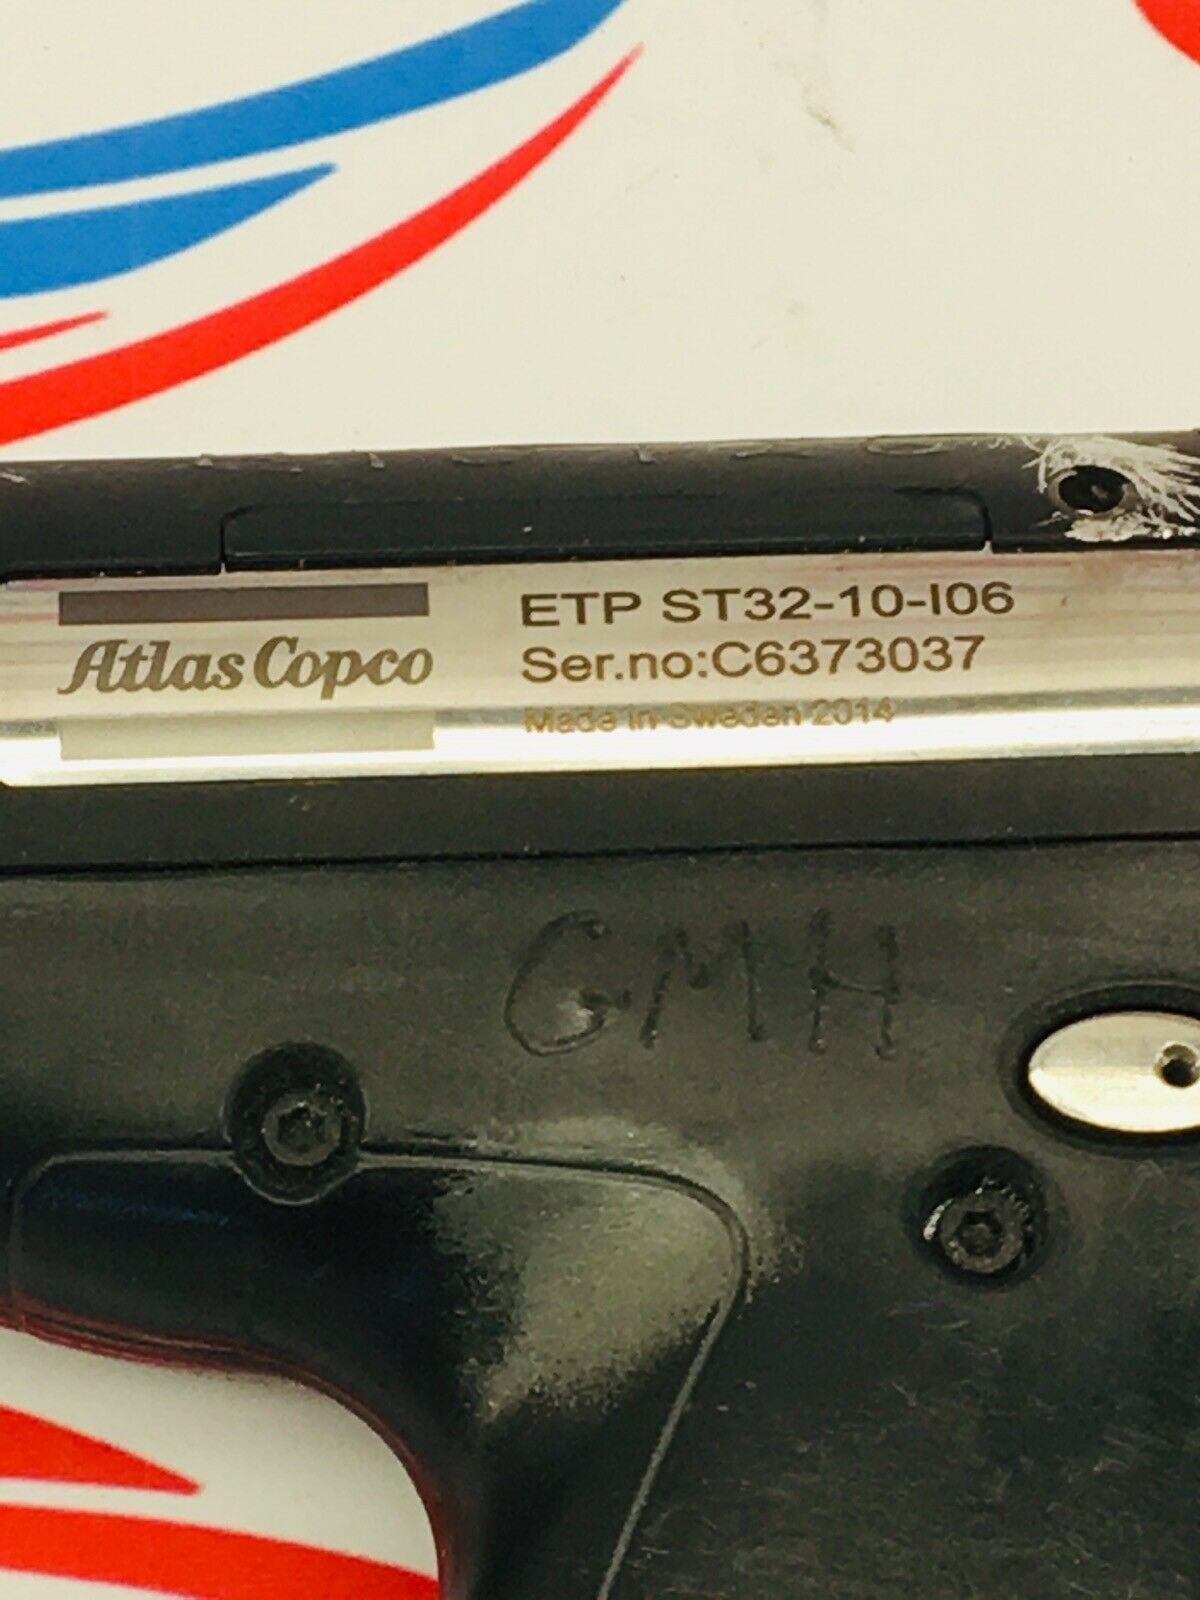 Atlas Copco
ETP ST32-10-I06
Ser.no:C6373037
Made in Sweden 2014
GMH